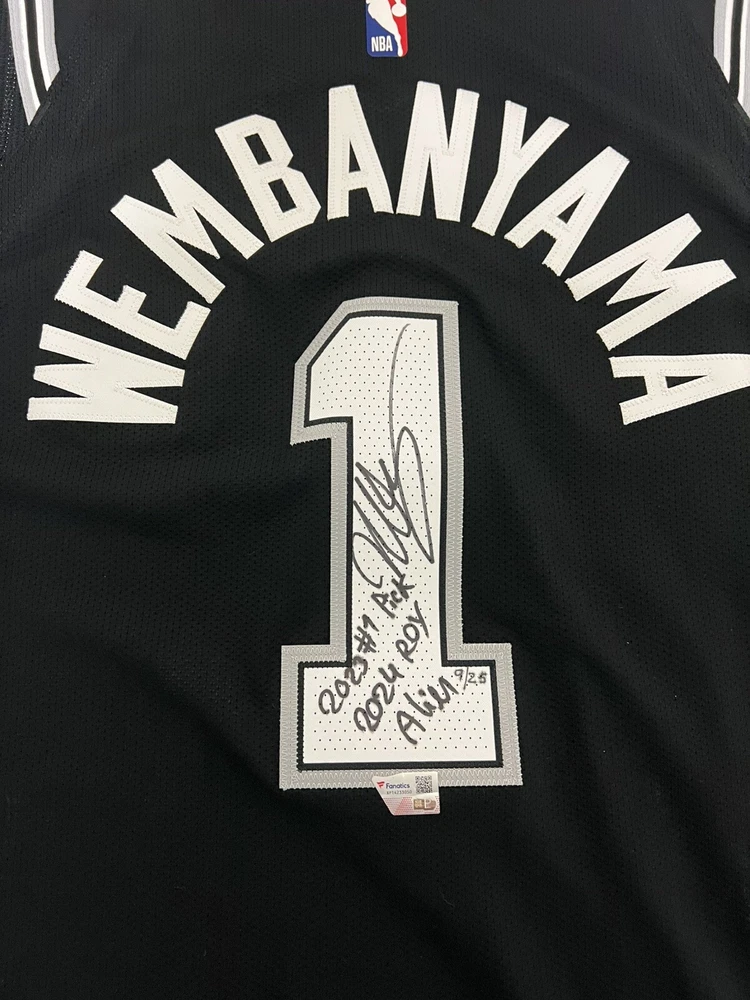 NBA
WEMBANYAMA
1
2023 #1 Pick
2024 ROY
Alien 9/25
Fanatics